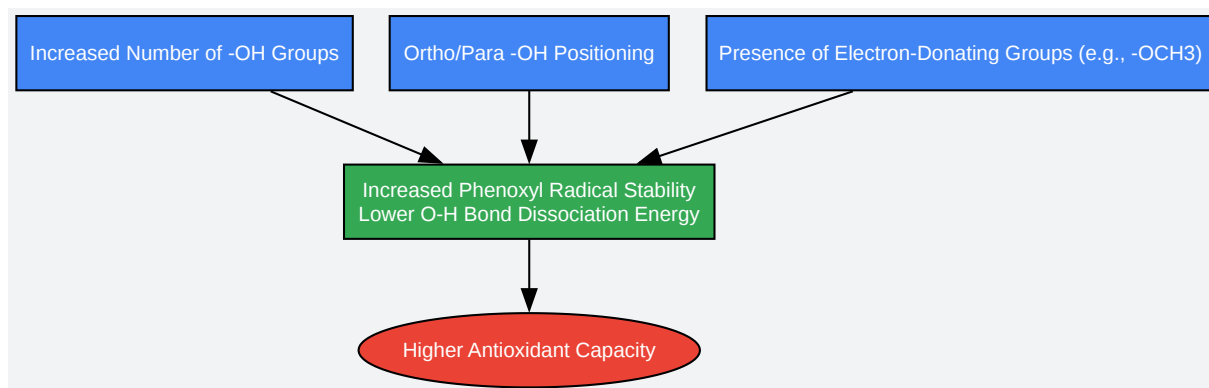 Increased Number of -OH Groups
Ortho/Para -OH Positioning
Presence of Electron-Donating Groups (e.g., -OCH3)
Increased Phenoxyl Radical Stability
Lower O-H Bond Dissociation Energy
Higher Antioxidant Capacity